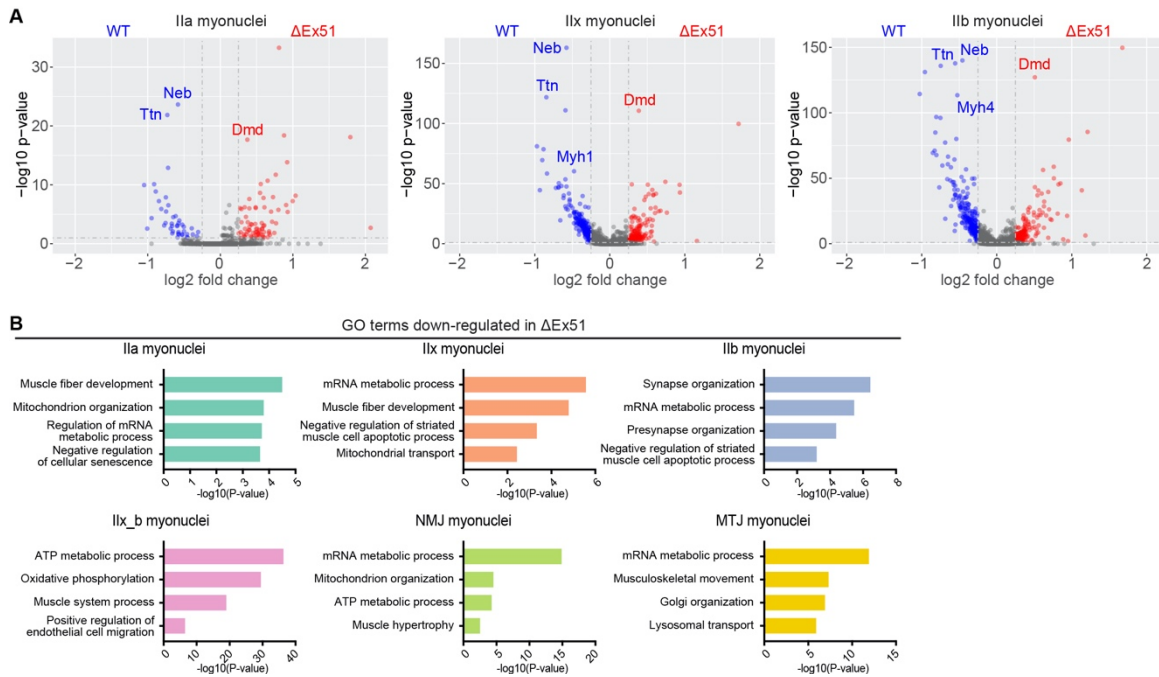 A
IIa myonuclei
IIx myonuclei
IIb myonuclei
WT
ΔEx51
WT
ΔEx51
WT
ΔEx51
−log10 p-value
30
20
10
0
Neb
Ttn
Dmd
−2
−1
0
1
2
log2 fold change
−log10 p-value
150
100
50
0
Neb
Ttn
Dmd
Myh1
−2
−1
0
1
2
log2 fold change
−log10 p-value
150
100
50
0
Ttn
Neb
Dmd
Myh4
−2
−1
0
1
2
log2 fold change
B
GO terms down-regulated in ΔEx51
IIa myonuclei
Muscle fiber development
Mitochondrion organization
Regulation of mRNA
metabolic process
Negative regulation
of cellular senescence
0
1
2
3
4
5
-log10(P-value)
IIx myonuclei
mRNA metabolic process
Muscle fiber development
Negative regulation of striated
muscle cell apoptotic process
Mitochondrial transport
0
2
4
6
-log10(P-value)
IIb myonuclei
Synapse organization
mRNA metabolic process
Presynapse organization
Negative regulation of striated
muscle cell apoptotic process
0
2
4
6
8
-log10(P-value)
IIx_b myonuclei
ATP metabolic process
Oxidative phosphorylation
Muscle system process
Positive regulation of
endothelial cell migration
0
10
20
30
40
-log10(P-value)
NMJ myonuclei
mRNA metabolic process
Mitochondrion organization
ATP metabolic process
Muscle hypertrophy
0
5
10
15
20
-log10(P-value)
MTJ myonuclei
mRNA metabolic process
Musculoskeletal movement
Golgi organization
Lysosomal transport
0
5
10
15
-log10(P-value)